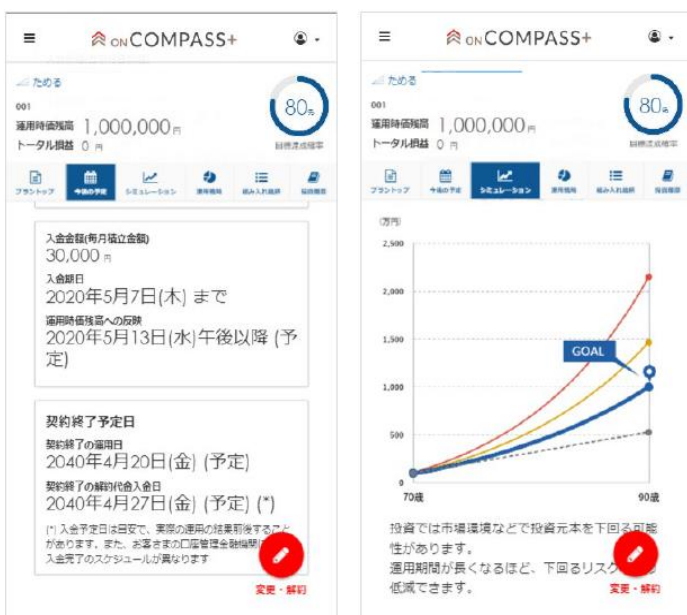 ONCOMPASS+
ためる
001
運用時価残高 1,000,000 円
トータル損益 0 円
80%
目標達成確率
プラントップ 今後の予定 シミュレーション 運用戦略 組み入れ銘柄 投資履歴
入金金額(毎月積立金額)
30,000 円
入金期日
2020年5月7日(木) まで
運用時価残高への反映
2020年5月13日(水)午後以降 (予
定)
契約終了予定日
契約終了の運用日
2040年4月20日(金) (予定)
契約終了の解約代金入金日
2040年4月27日(金) (予定) (*)
(*) 入金予定日は目安で、実際の運用の結果前後すること
があります。また、お客さまの口座管理金融機関に
入金完了のスケジュールが異なります
変更・解約
ONCOMPASS+
ためる
001
運用時価残高 1,000,000 円
トータル損益 0 円
80%
目標達成確率
プラントップ 今後の予定 シミュレーション 運用戦略 組み入れ銘柄 投資履歴
(万円)
2,500
2,000
1,500
GOAL
1,000
500
0
70歳 90歳
投資では市場環境などで投資元本を下回る可能
性があります。
運用期間が長くなるほど、下回るリスク
低減できます。
変更・解約